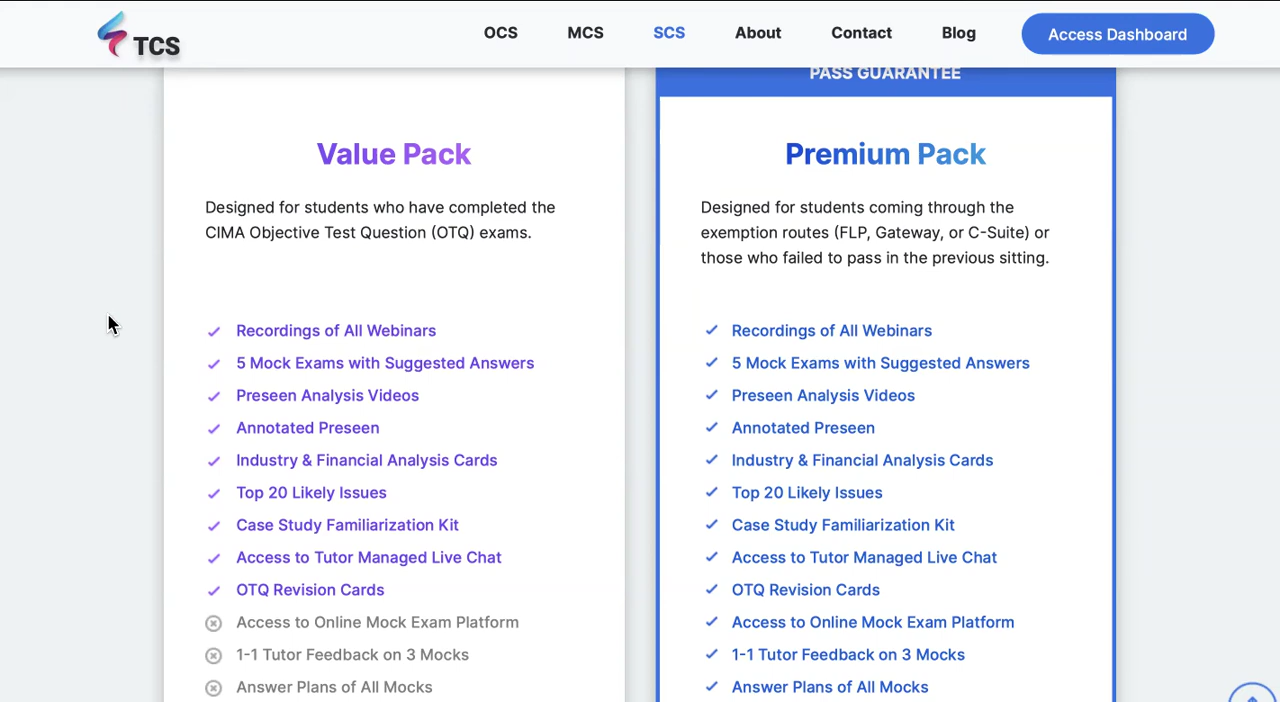 TCS
OCS
MCS
SCS
About
Contact
Blog
Access Dashboard
Value Pack
Designed for students who have completed the
CIMA Objective Test Question (OTQ) exams.
Recordings of All Webinars
5 Mock Exams with Suggested Answers
Preseen Analysis Videos
Annotated Preseen
Industry & Financial Analysis Cards
Top 20 Likely Issues
Case Study Familiarization Kit
Access to Tutor Managed Live Chat
OTQ Revision Cards
Access to Online Mock Exam Platform
1-1 Tutor Feedback on 3 Mocks
Answer Plans of All Mocks
PASS GUARANTEE
Premium Pack
Designed for students coming through the
exemption routes (FLP, Gateway, or C-Suite) or
those who failed to pass in the previous sitting.
Recordings of All Webinars
5 Mock Exams with Suggested Answers
Preseen Analysis Videos
Annotated Preseen
Industry & Financial Analysis Cards
Top 20 Likely Issues
Case Study Familiarization Kit
Access to Tutor Managed Live Chat
OTQ Revision Cards
Access to Online Mock Exam Platform
1-1 Tutor Feedback on 3 Mocks
Answer Plans of All Mocks